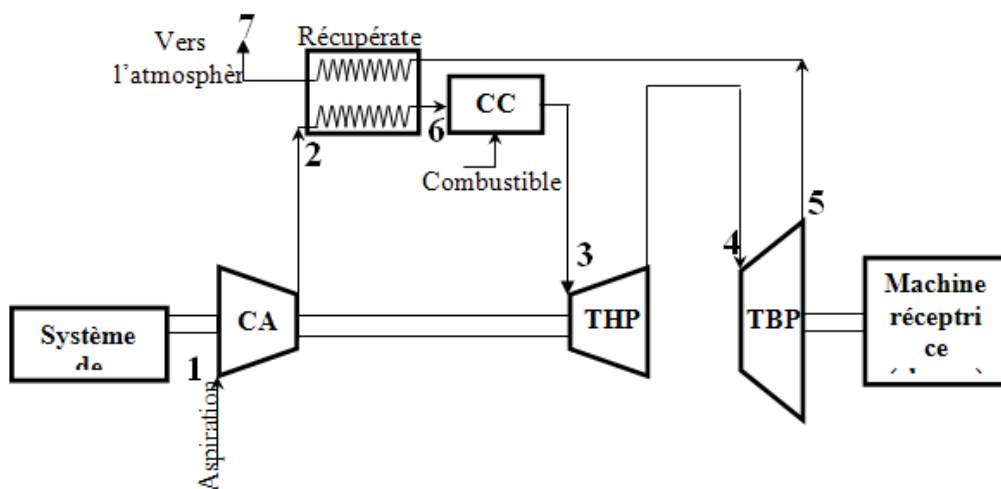 7
Vers
l'atmosphèr
Récupérate
CC
6
2
Combustible
3
4
5
CA
THP
TBP
Machine
réceptri
ce
Système
de
1
Aspiration